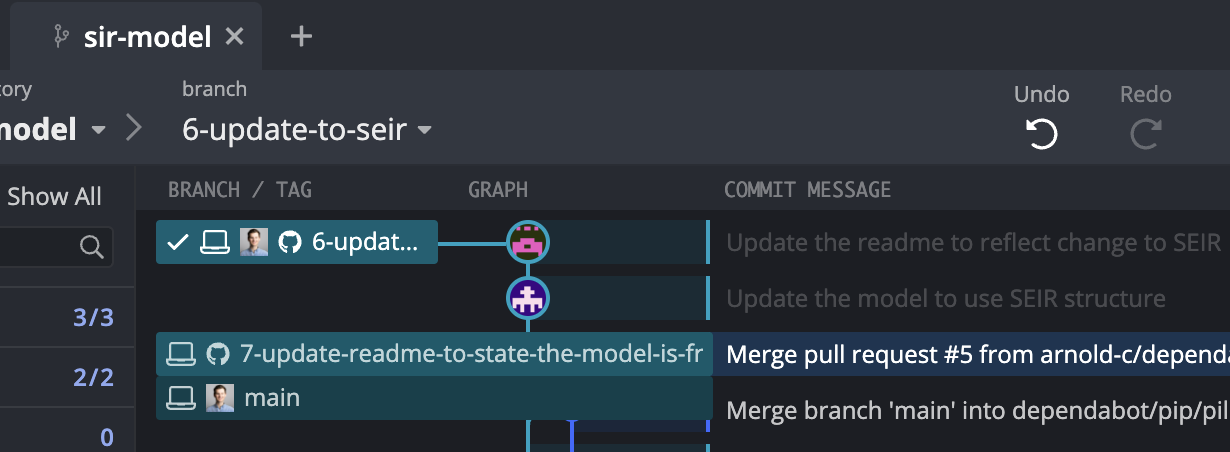 sir-model
ory
branch
nodel
6-update-to-seir
Undo
Redo
Show All
BRANCH / TAG
GRAPH
COMMIT MESSAGE
6-updat...
Update the readme to reflect change to SEIR
Update the model to use SEIR structure
3/3
7-update-readme-to-state-the-model-is-fr
Merge pull request #5 from arnold-c/dependa
2/2
main
Merge branch 'main' into dependabot/pip/pil
0